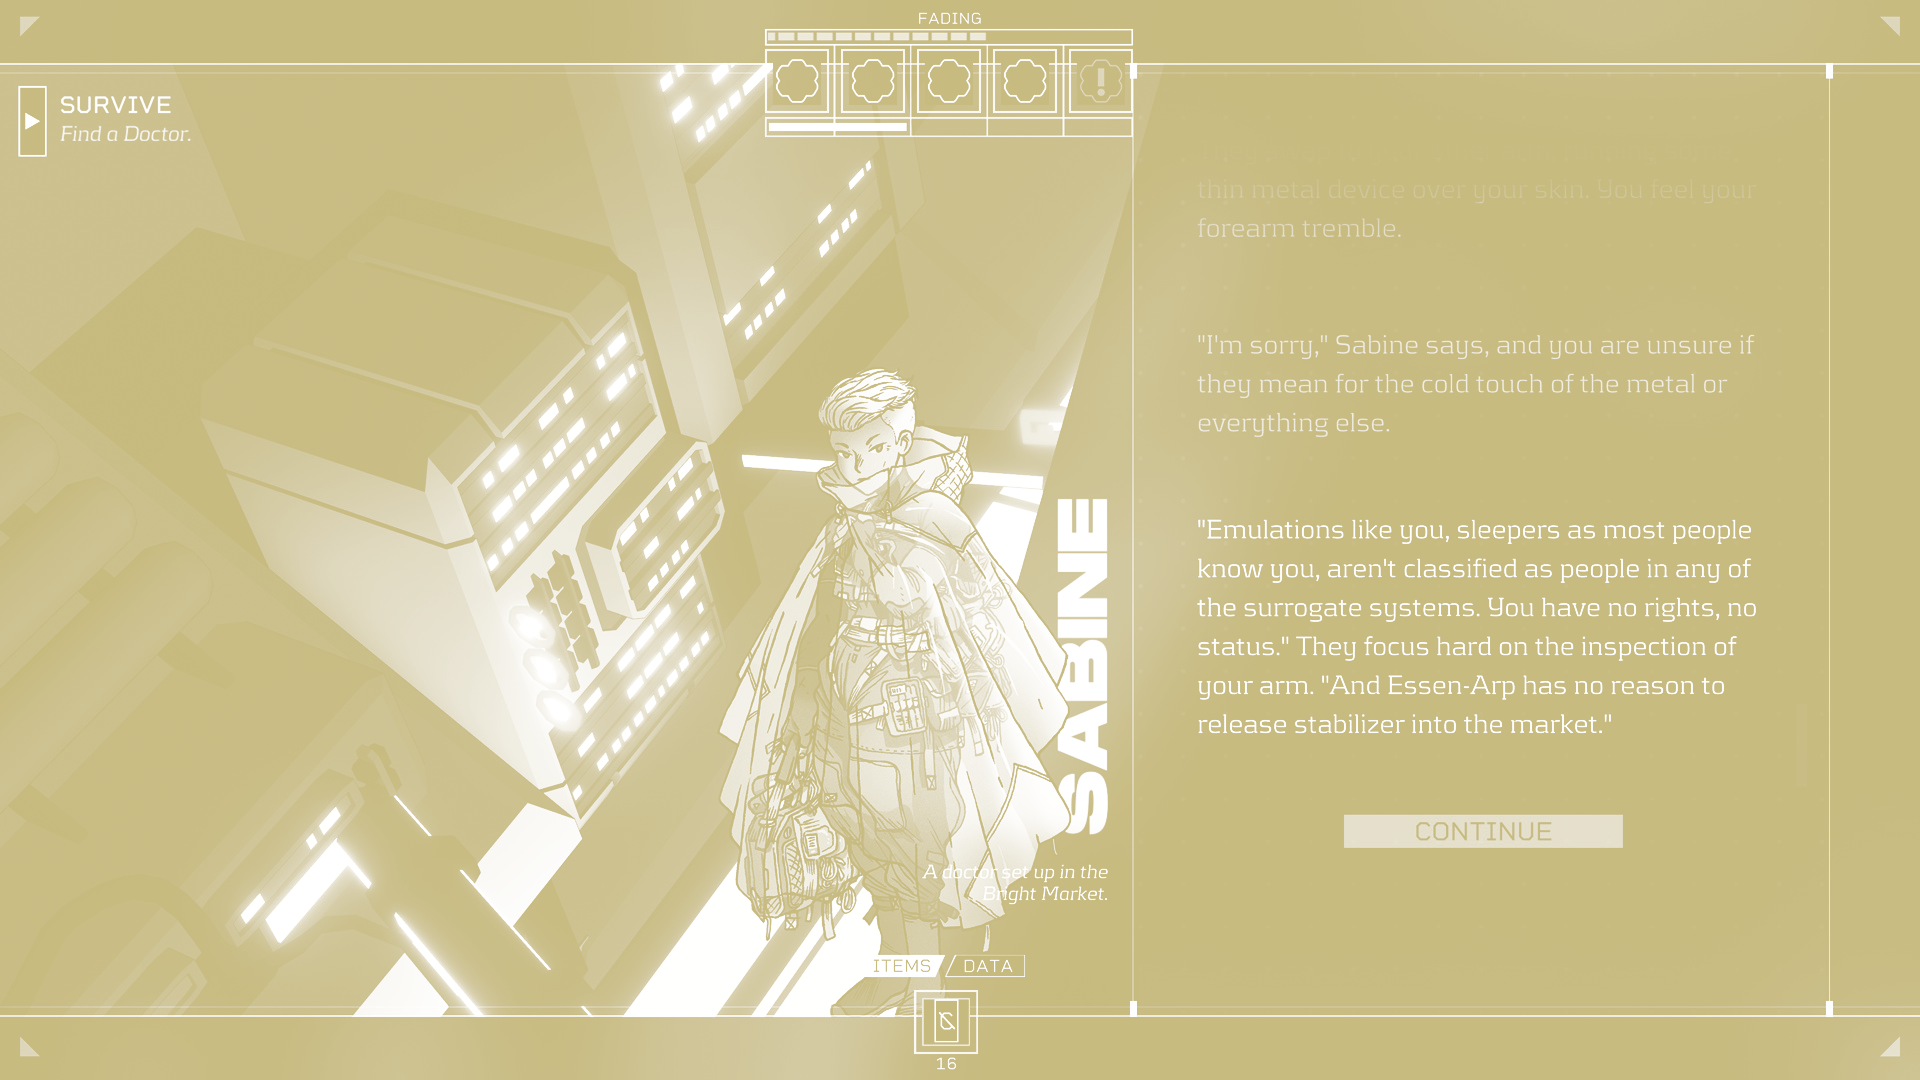 FADING
SURVIVE
Find a Doctor.
thin metal device over your skin. You feel your
forearm tremble.
"I'm sorry," Sabine says, and you are unsure if
they mean for the cold touch of the metal or
everything else.
"Emulations like you, sleepers as most people
know you, aren't classified as people in any of
the surrogate systems. You have no rights, no
status." They focus hard on the inspection of
your arm. "And Essen-Arp has no reason to
release stabilizer into the market."
CONTINUE
SABINE
A doctor set up in the
Bright Market.
ITEMS
DATA
16